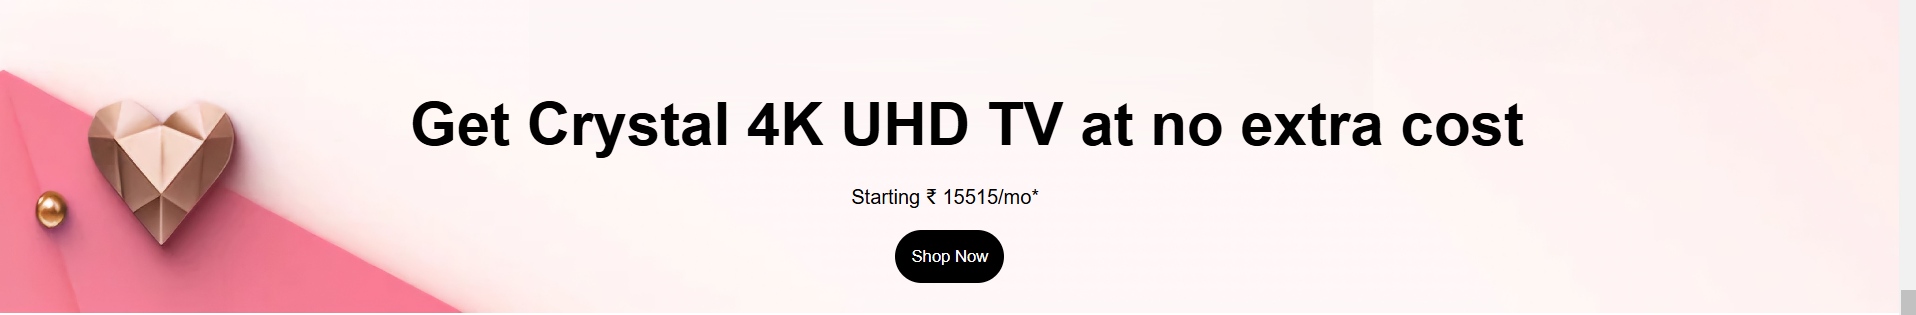 Get Crystal 4K UHD TV at no extra cost
Starting ₹ 15515/mo*
Shop Now